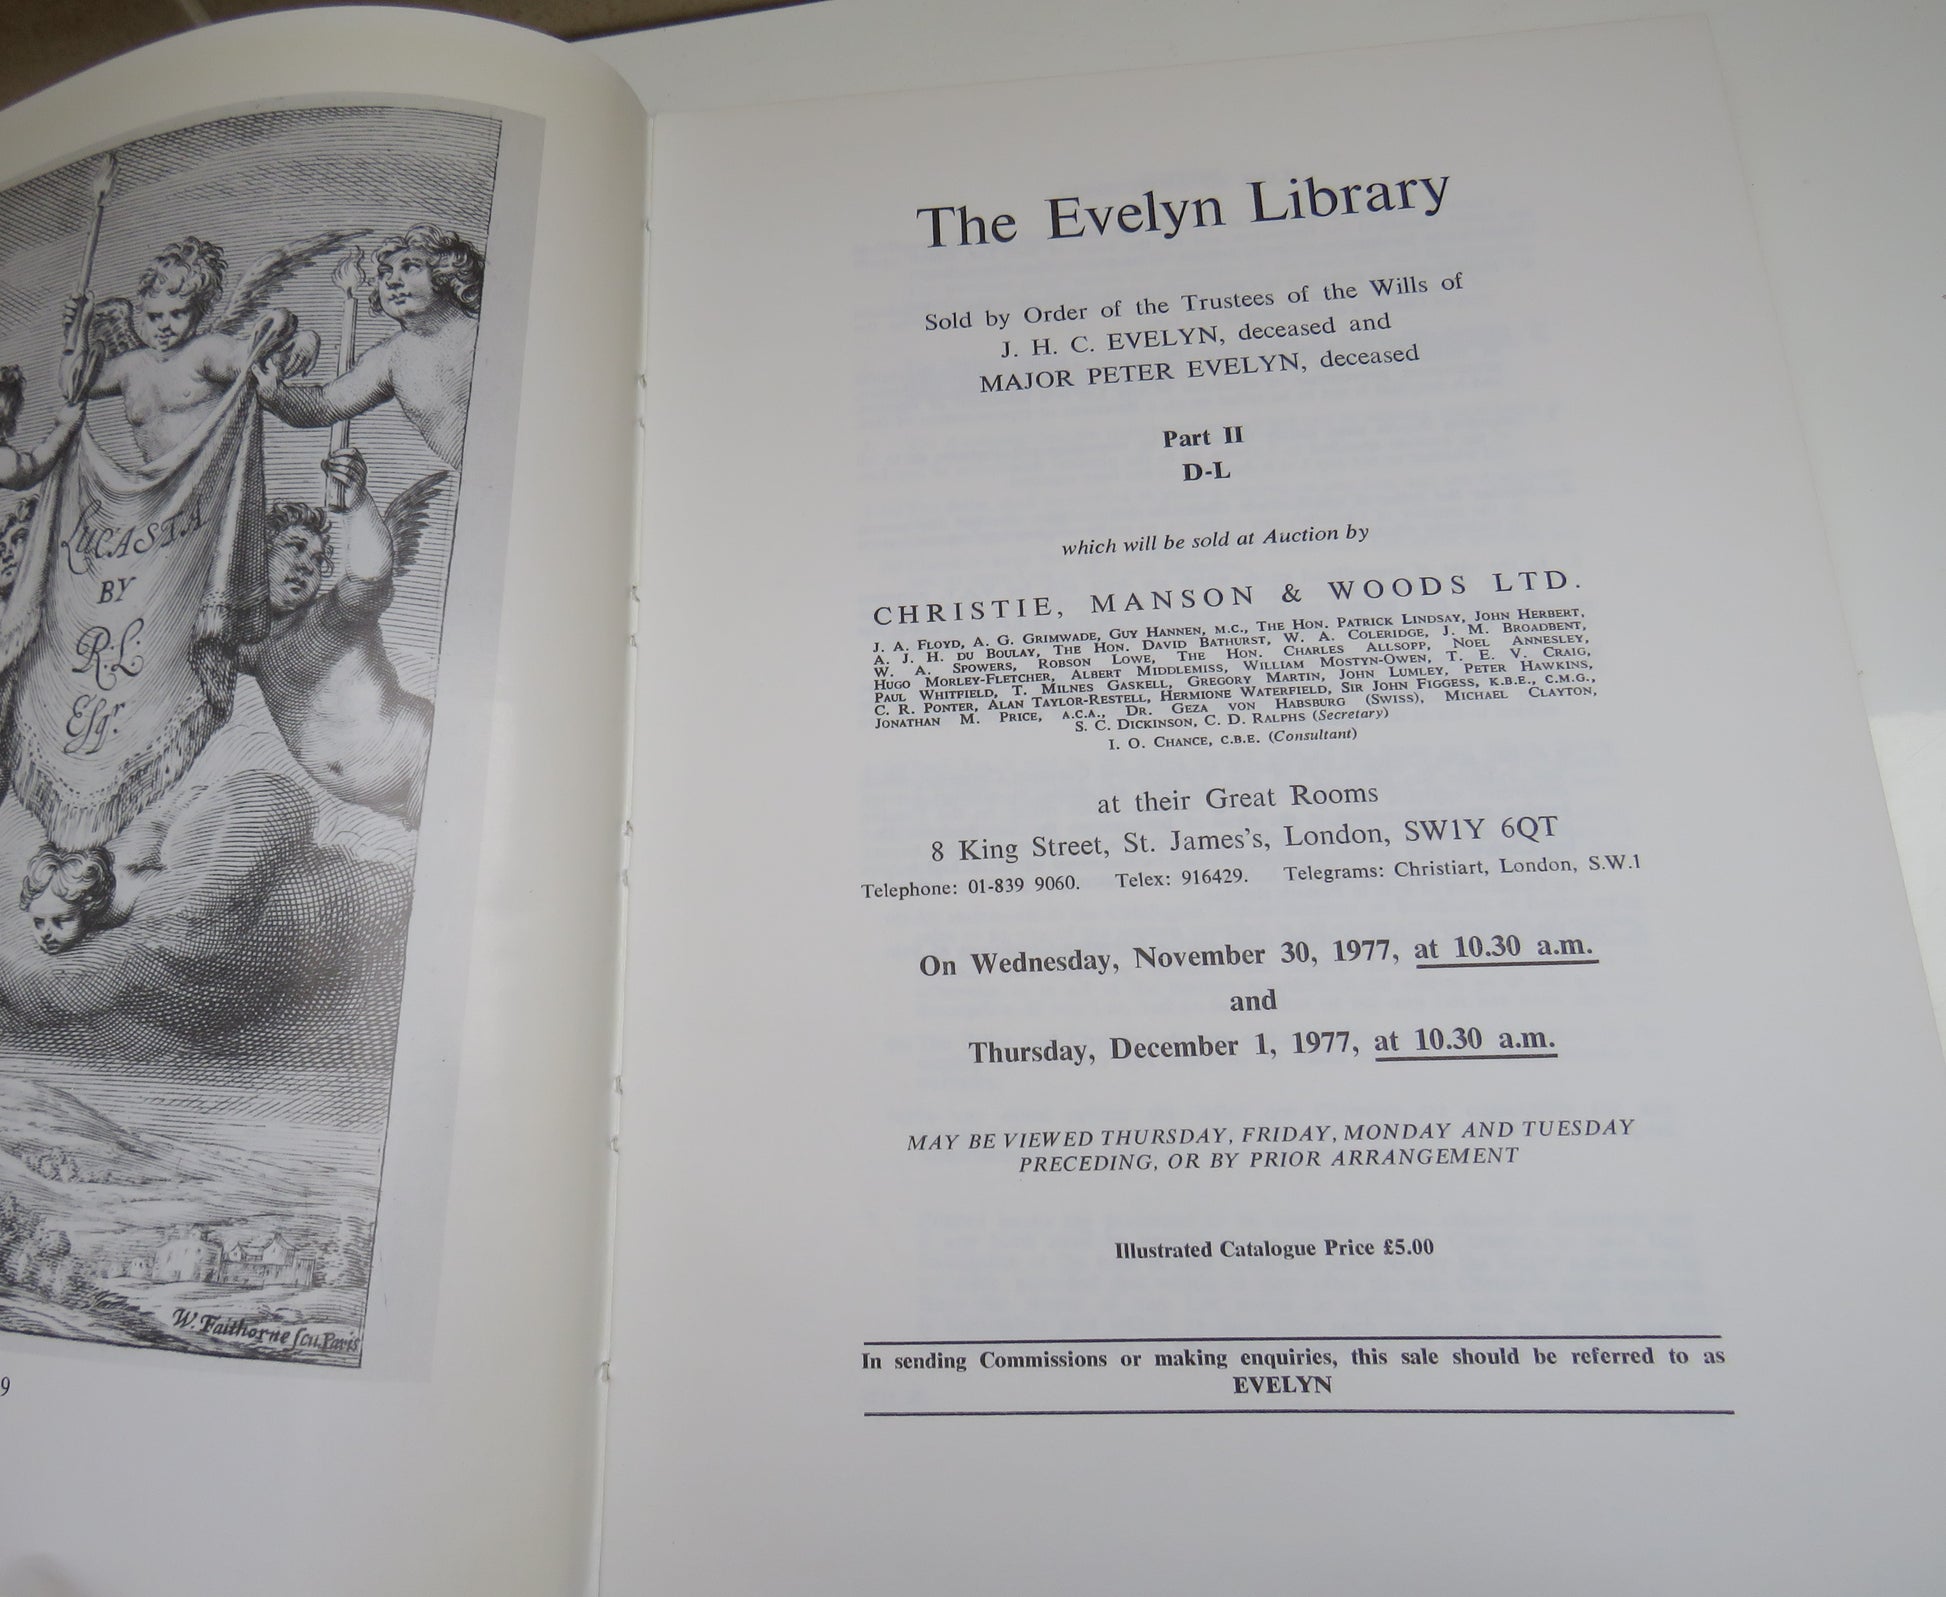 LUCASTA
BY
R: L:
Esqr.
W. Faithorne scu. Paris
9
The Evelyn Library
Sold by Order of the Trustees of the Wills of
J. H. C. EVELYN, deceased and
MAJOR PETER EVELYN, deceased
Part II
D-L
which will be sold at Auction by
CHRISTIE, MANSON & WOODS LTD.
J. A. FLOYD, A. G. GRIMWADE, GUY HANNEN, M.C., THE HON. PATRICK LINDSAY, JOHN HERBERT,
A. J. H. DU BOULAY, THE HON. DAVID BATHURST, W. A. COLERIDGE, J. M. BROADBENT,
W. A. SPOWERS, ROBSON LOWE, THE HON. CHARLES ALLSOPP, NOEL ANNESLEY,
HUGO MORLEY-FLETCHER, ALBERT MIDDLEMISS, WILLIAM MOSTYN-OWEN, T. E. V. CRAIG,
PAUL WHITFIELD, T. MILNES GASKELL, GREGORY MARTIN, JOHN LUMLEY, PETER HAWKINS,
C. R. PONTER, ALAN TAYLOR-RESTELL, HERMIONE WATERFIELD, SIR JOHN FIGGESS, K.B.E., C.M.G.,
JONATHAN M. PRICE, A.C.A., DR. GEZA VON HABSBURG (SWISS), MICHAEL CLAYTON,
S. C. DICKINSON, C. D. RALPHS (Secretary)
I. O. CHANCE, C.B.E. (Consultant)
at their Great Rooms
8 King Street, St. James's, London, SW1Y 6QT
Telephone: 01-839 9060. Telex: 916429. Telegrams: Christiart, London, S.W.1
On Wednesday, November 30, 1977, at 10.30 a.m.
and
Thursday, December 1, 1977, at 10.30 a.m.
MAY BE VIEWED THURSDAY, FRIDAY, MONDAY AND TUESDAY
PRECEDING, OR BY PRIOR ARRANGEMENT
Illustrated Catalogue Price £5.00
In sending Commissions or making enquiries, this sale should be referred to as
EVELYN